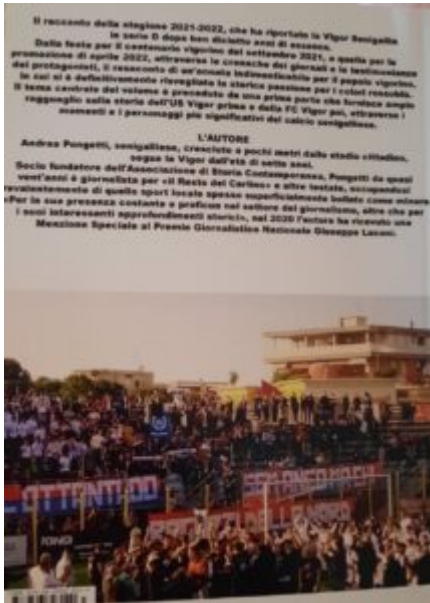 Il racconto della stagione 2021-2022, che ha riportato la Vigor Senigallia
in serie D dopo ben diciotto anni di assenza.
Dalla festa per il centenario vigorino del settembre 2021, a quella per la
promozione di aprile 2022, attraverso le cronache dei giornali e le testimonianze
dei protagonisti, il resoconto di un'annata indimenticabile per il popolo vigorino,
in cui si è definitivamente risvegliata la storica passione per i colori rossoblù.
Il tema centrale del volume è preceduto da una prima parte che fornisce ampio
ragguaglio sulla storia dell'US Vigor prima e della FC Vigor poi, attraverso i
momenti e i personaggi più significativi del calcio senigalliese.
L'AUTORE
Andrea Pongetti, senigalliese, cresciuto a pochi metri dallo stadio cittadino,
segue la Vigor dall'età di sette anni.
Socio fondatore dell'Associazione di Storia Contemporanea, Pongetti da quasi
vent'anni è giornalista per «il Resto del Carlino» e altre testate, occupandosi
prevalentemente di quello sport locale spesso superficialmente bollato come minore.
«Per la sua presenza costante e proficua nel settore del giornalismo, oltre che per
i suoi interessanti approfondimenti storici», nel 2020 l'autore ha ricevuto una
Menzione Speciale al Premio Giornalistico Nazionale Giuseppe Luconi.